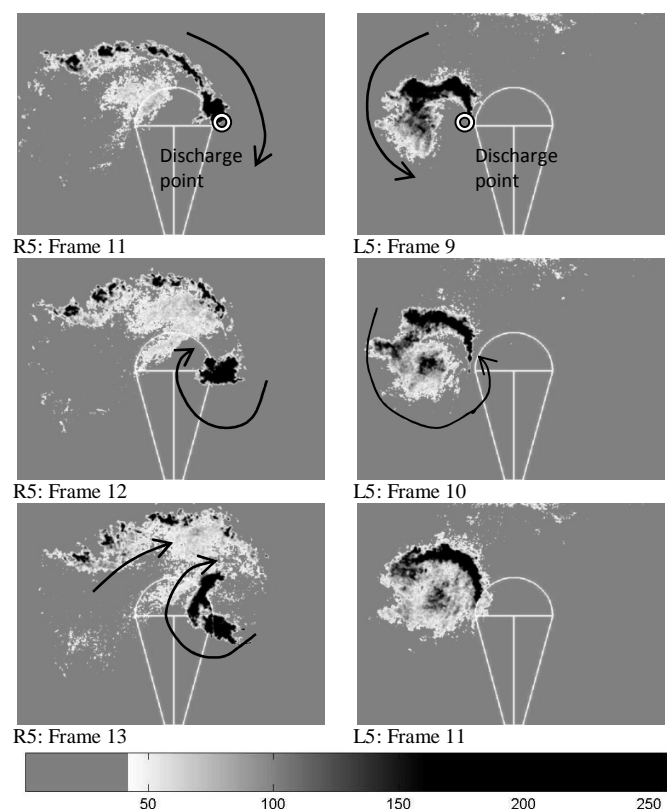 Discharge
point
R5: Frame 11
Discharge
point
L5: Frame 9
R5: Frame 12
L5: Frame 10
R5: Frame 13
L5: Frame 11
50 100 150 200 250